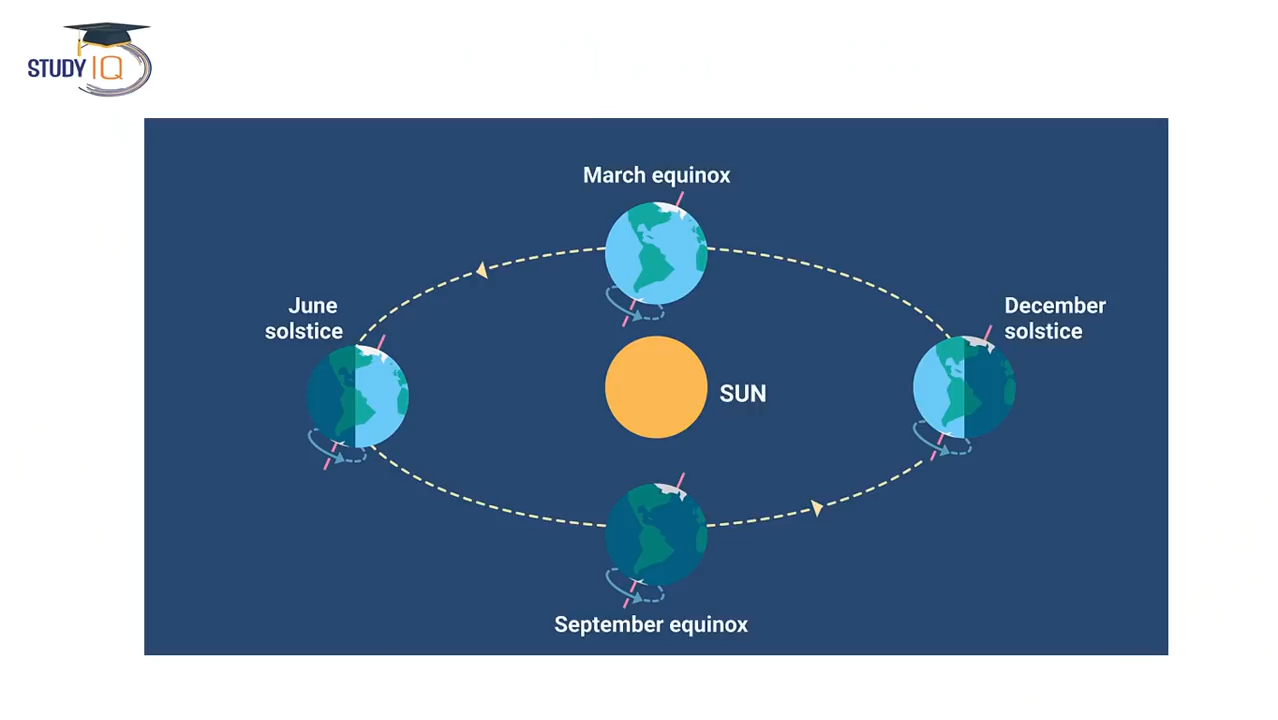 STUDY IQ
March equinox
June
solstice
December
solstice
SUN
September equinox